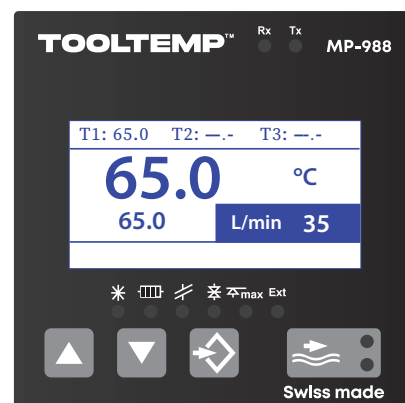 TOOLTEMP™
Rx Tx
MP-988
T1: 65.0 T2: —.- T3: —.-
65.0 °C
65.0 L/min 35
max Ext
Swiss made